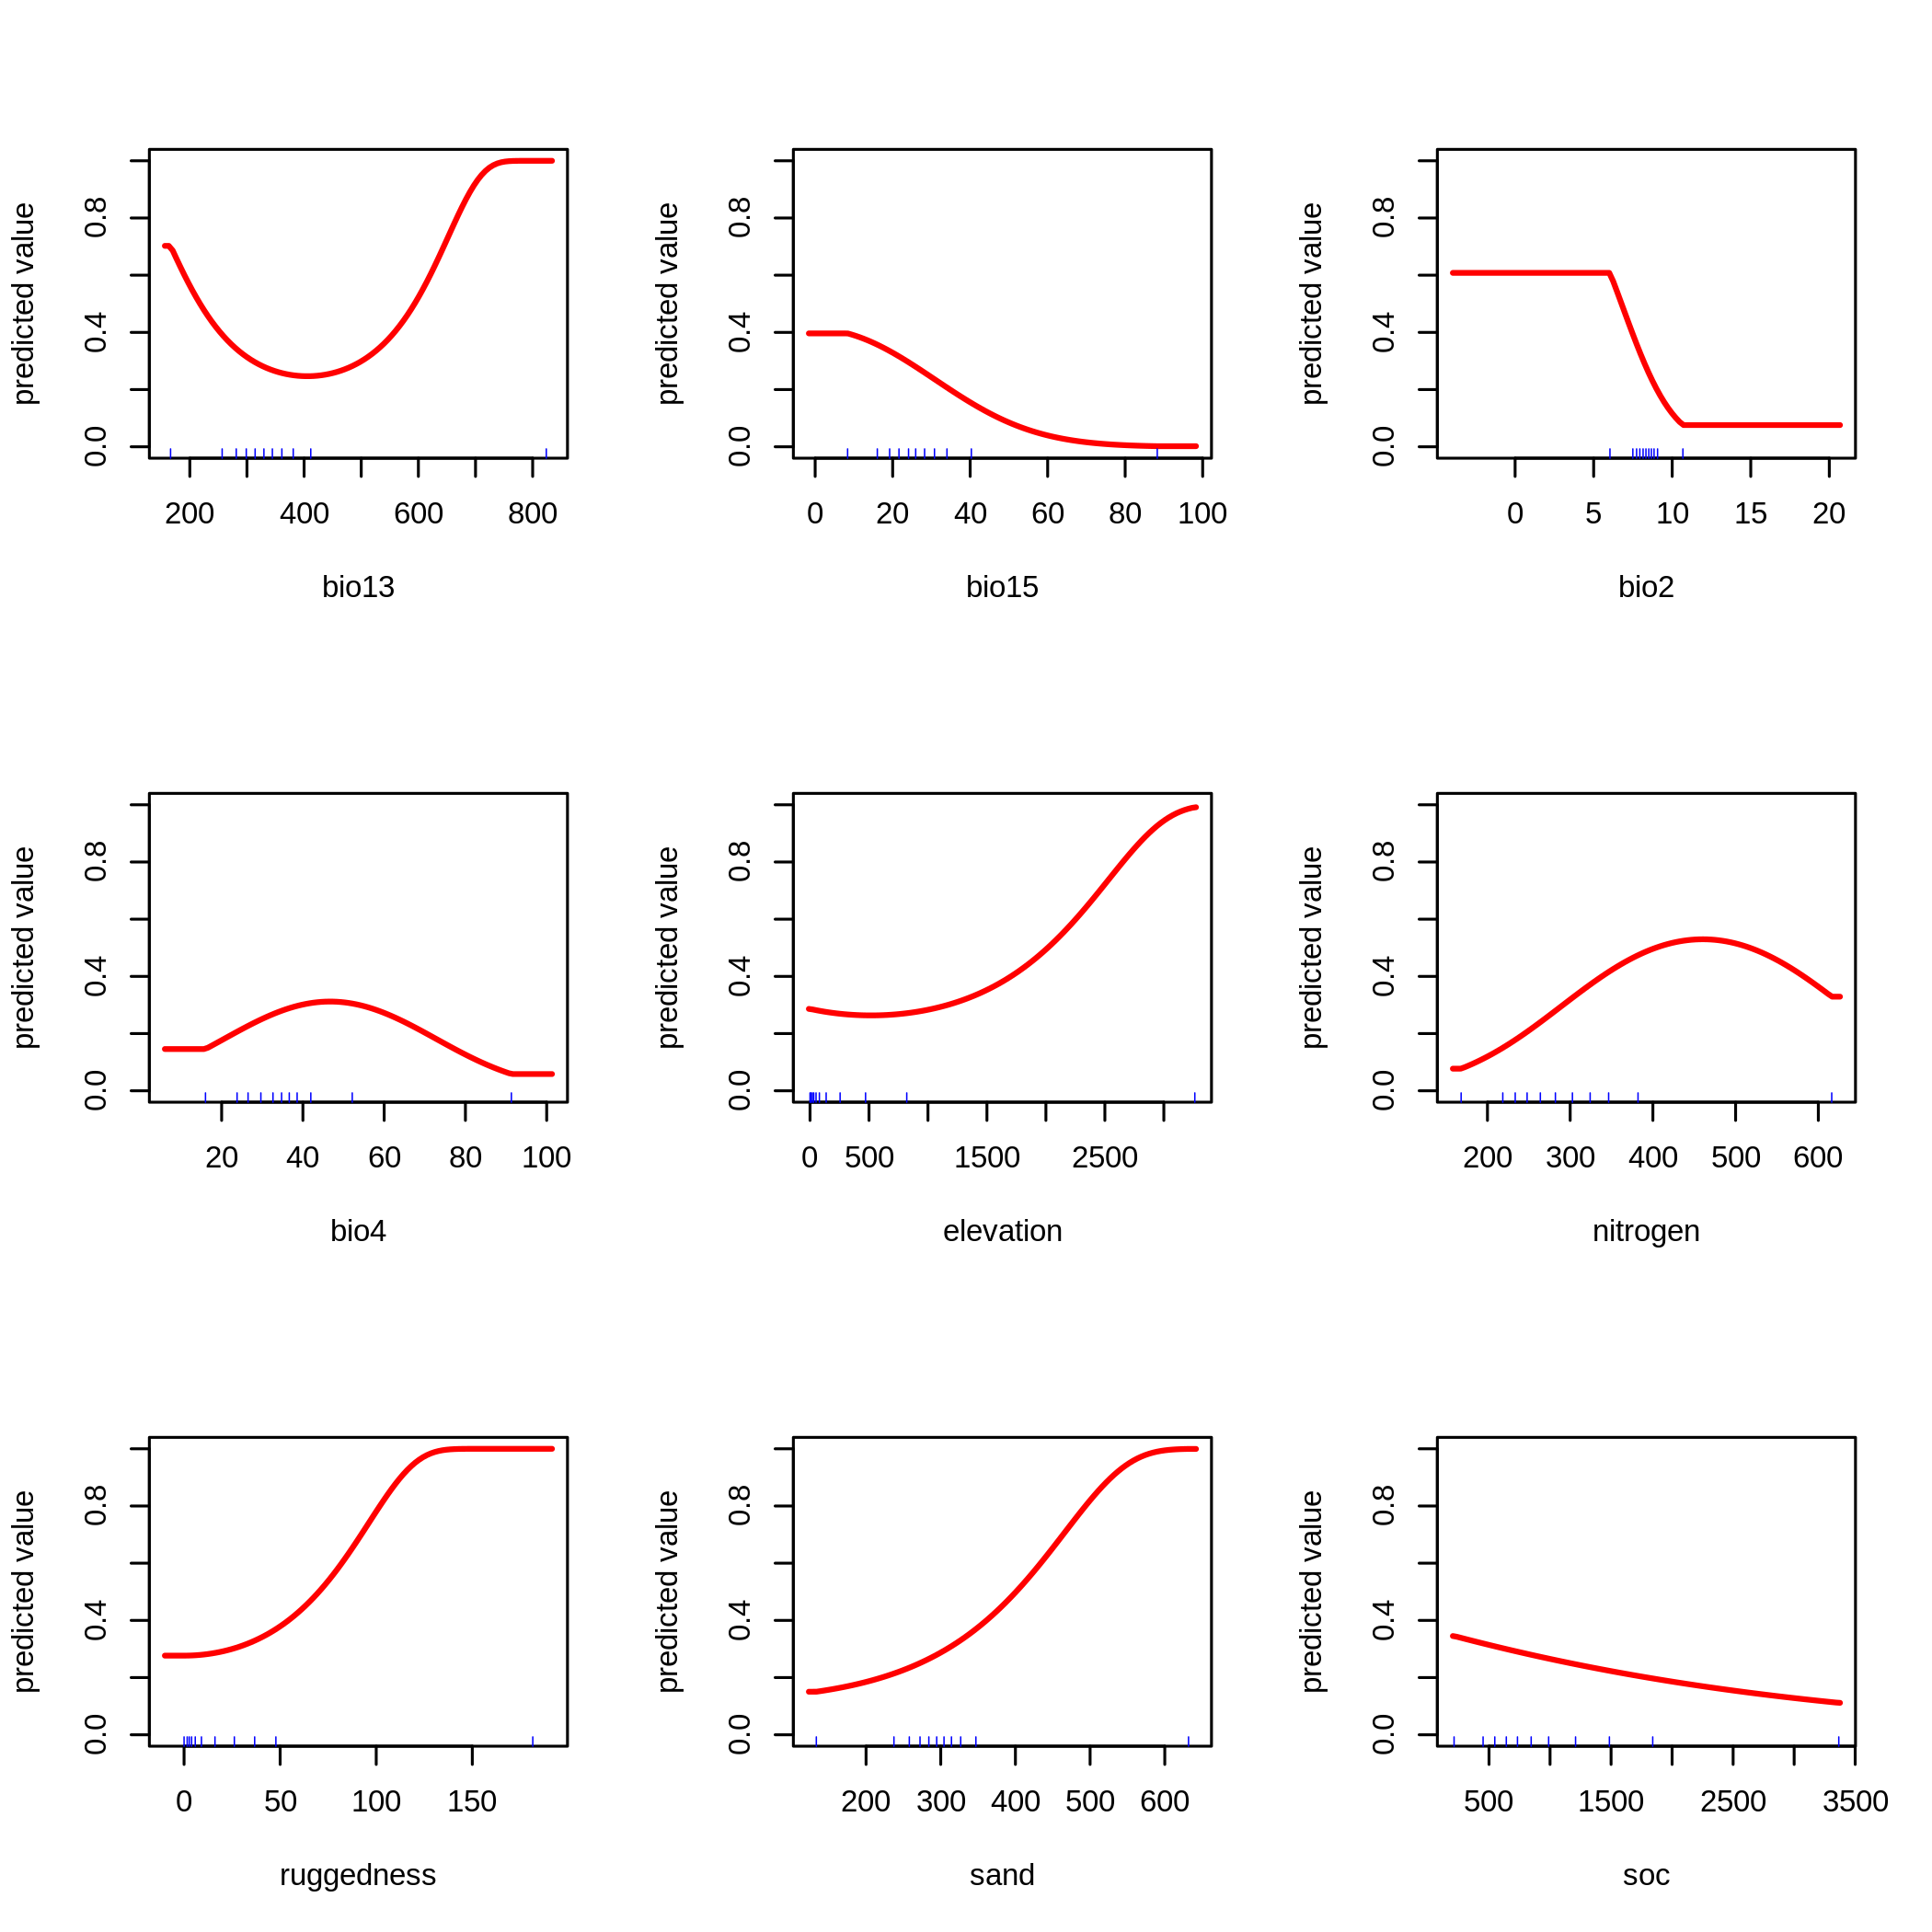 predicted value
0.0 0.4 0.8
200 400 600 800
bio13
predicted value
0.0 0.4 0.8
0 20 40 60 80 100
bio15
predicted value
0.0 0.4 0.8
0 5 10 15 20
bio2
predicted value
0.0 0.4 0.8
20 40 60 80 100
bio4
predicted value
0.0 0.4 0.8
0 500 1500 2500
elevation
predicted value
0.0 0.4 0.8
200 300 400 500 600
nitrogen
predicted value
0.0 0.4 0.8
0 50 100 150
ruggedness
predicted value
0.0 0.4 0.8
200 300 400 500 600
sand
predicted value
0.0 0.4 0.8
500 1500 2500 3500
soc